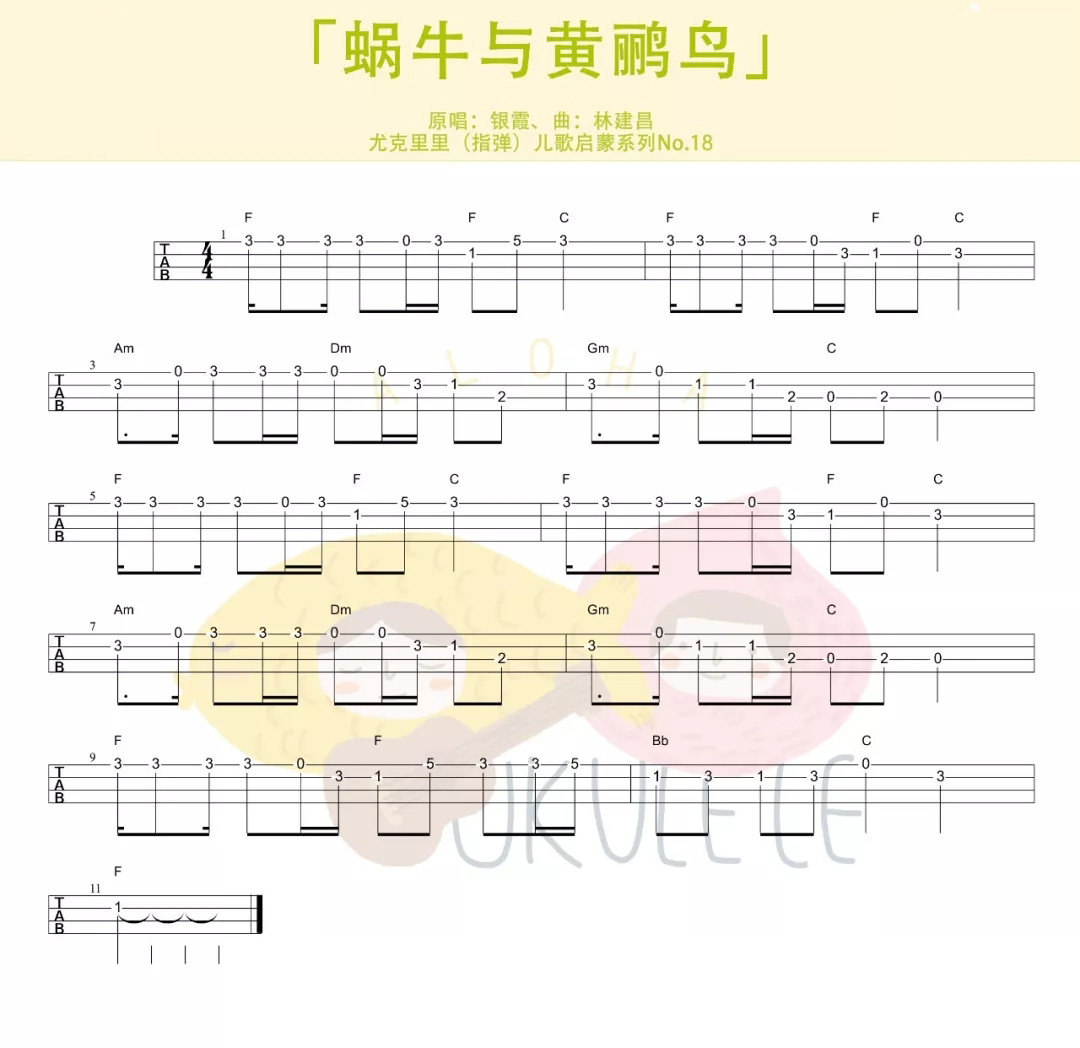 「蜗牛与黄鹂鸟」
原唱：银霞、曲：林建昌
尤克里里（指弹）儿歌启蒙系列No.18
F F C F F C
1 3 3 3 3 0 3 1 5 3 3 3 3 3 0 3 1 0 3
T A B 4/4
Am Dm Gm C
3 3 0 3 3 3 0 0 3 1 2 3 0 1 1 2 0 2 0
T A B
F F C F F C
5 3 3 3 3 0 3 1 5 3 3 3 3 3 0 3 1 0 3
T A B
Am Dm Gm C
7 3 0 3 3 3 0 0 3 1 2 3 0 1 1 2 0 2 0
T A B
F F Bb C
9 3 3 3 3 0 3 1 5 3 3 5 1 3 1 3 0 3
T A B
F
11 1
T A B
ALOHA
UKULELE